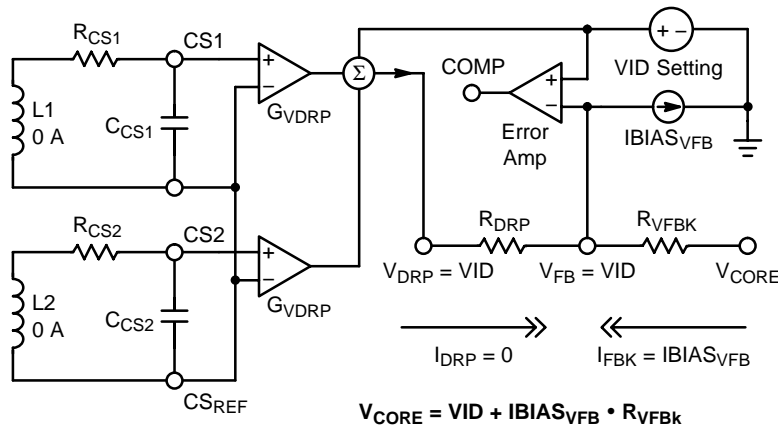 R_CS1
CS1
L1
0 A
C_CS1
+
−
G_VDRP
Σ
COMP
+
−
Error
Amp
+ −
VID Setting
IBIAS_VFB
R_CS2
CS2
L2
0 A
C_CS2
+
−
G_VDRP
CS_REF
R_DRP
R_VFBK
V_DRP = VID
V_FB = VID
V_CORE
I_DRP = 0
I_FBK = IBIAS_VFB
V_CORE = VID + IBIAS_VFB • R_VFBk